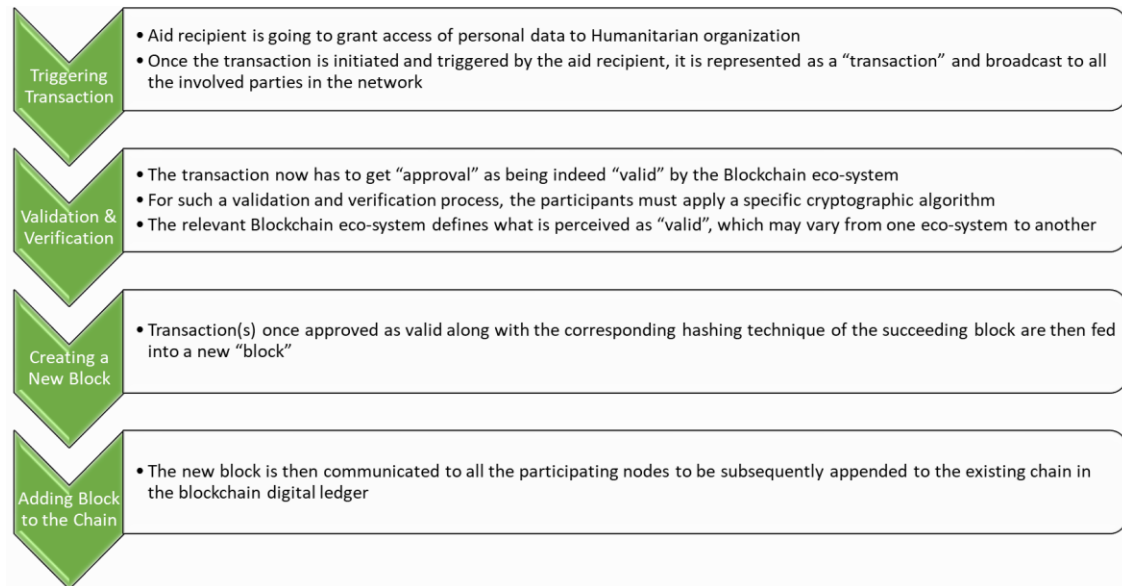 Triggering
Transaction
• Aid recipient is going to grant access of personal data to Humanitarian organization
• Once the transaction is initiated and triggered by the aid recipient, it is represented as a “transaction” and broadcast to all
the involved parties in the network
Validation &
Verification
• The transaction now has to get “approval” as being indeed “valid” by the Blockchain eco-system
• For such a validation and verification process, the participants must apply a specific cryptographic algorithm
• The relevant Blockchain eco-system defines what is perceived as “valid”, which may vary from one eco-system to another
Creating a
New Block
• Transaction(s) once approved as valid along with the corresponding hashing technique of the succeeding block are then fed
into a new “block”
Adding Block
to the Chain
• The new block is then communicated to all the participating nodes to be subsequently appended to the existing chain in
the blockchain digital ledger